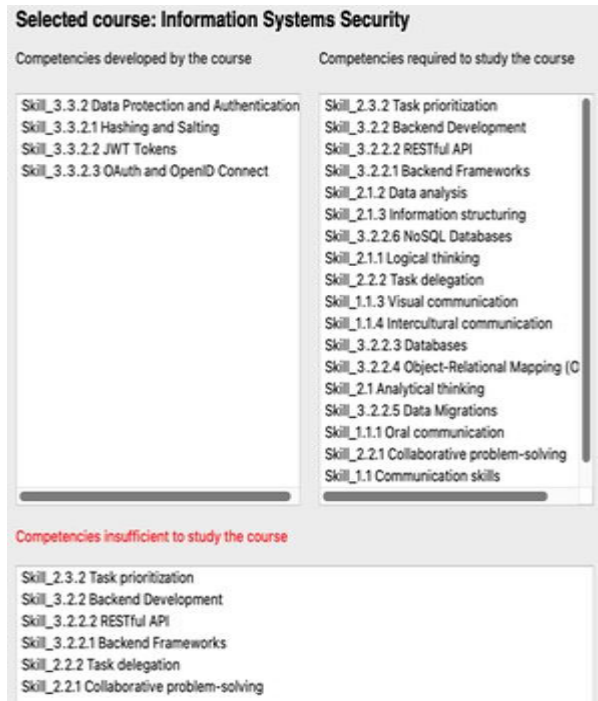 Selected course: Information Systems Security
Competencies developed by the course
Skill_3.3.2 Data Protection and Authentication
Skill_3.3.2.1 Hashing and Salting
Skill_3.3.2.2 JWT Tokens
Skill_3.3.2.3 OAuth and OpenID Connect
Competencies required to study the course
Skill_2.3.2 Task prioritization
Skill_3.2.2 Backend Development
Skill_3.2.2.2 RESTful API
Skill_3.2.2.1 Backend Frameworks
Skill_2.1.2 Data analysis
Skill_2.1.3 Information structuring
Skill_3.2.2.6 NoSQL Databases
Skill_2.1.1 Logical thinking
Skill_2.2.2 Task delegation
Skill_1.1.3 Visual communication
Skill_1.1.4 Intercultural communication
Skill_3.2.2.3 Databases
Skill_3.2.2.4 Object-Relational Mapping (O
Skill_2.1 Analytical thinking
Skill_3.2.2.5 Data Migrations
Skill_1.1.1 Oral communication
Skill_2.2.1 Collaborative problem-solving
Skill_1.1 Communication skills
Competencies insufficient to study the course
Skill_2.3.2 Task prioritization
Skill_3.2.2 Backend Development
Skill_3.2.2.2 RESTful API
Skill_3.2.2.1 Backend Frameworks
Skill_2.2.2 Task delegation
Skill_2.2.1 Collaborative problem-solving